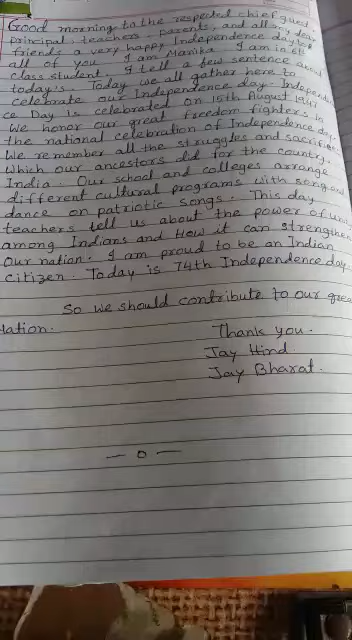 Good morning to the respected chief guest
principal, teachers, parents, and all my dear
friend a very happy Independence day to
all of you. I am Manika. I am in 6th
class student. I tell a few sentence about
today's. Today we all gather here to
celebrate our Independence day. Independen
ce Day is celebrated on 15th August 1947
We honor our great freedom fighters in
the national celebration of Independence day.
We remember all the struggles and sacrifices
which our ancestors did for the country
India. Our school and colleges arrange
different cultural programs with song and
dance on patriotic songs. This day
teachers tell us about the power of unity
among Indians and How it can strengthen
our nation. I am proud to be an Indian
citizen. Today is 74th Independence day
So we should contribute to our great
Nation.
Thank you.
Jay Hind
Jay Bharat.
— 0 —